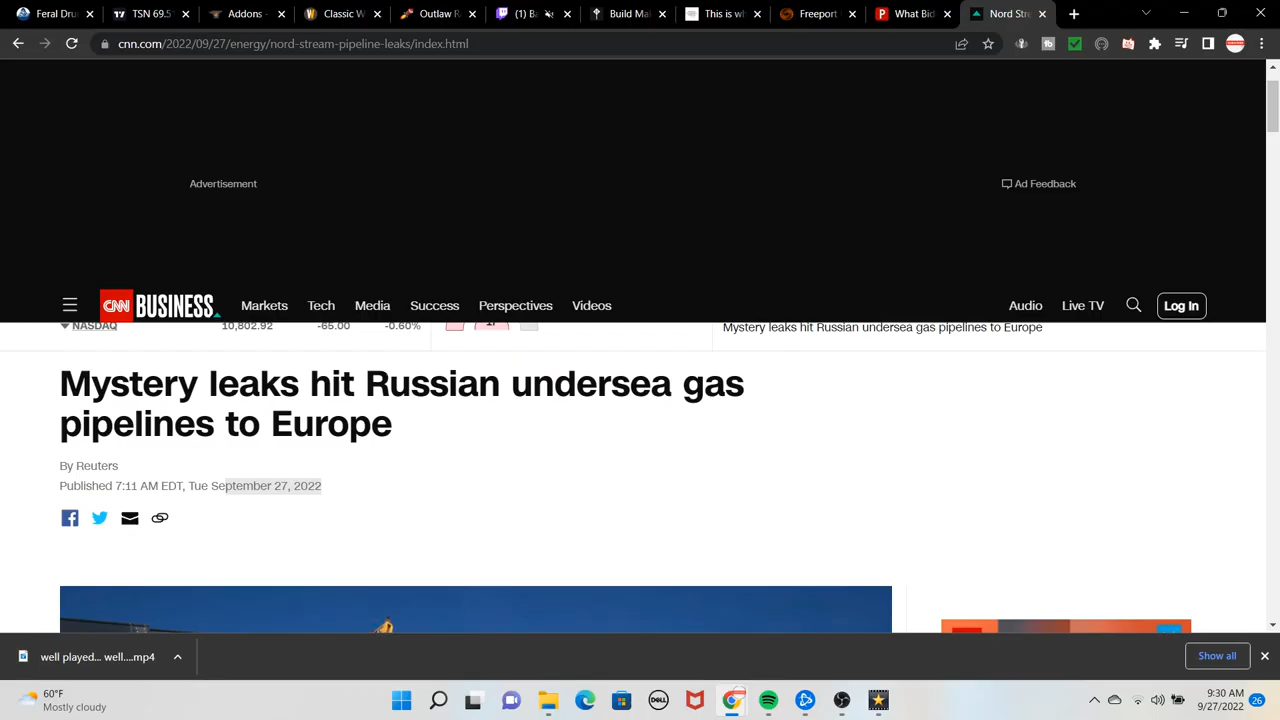 Feral Dru
TSN 69.5
Addons -
Classic W
Outlaw Ra
(1) Ba
Build Mal
This is wh
Freeport
What Bid
Nord Stre
cnn.com/2022/09/27/energy/nord-stream-pipeline-leaks/index.html
Advertisement
Ad Feedback
CNN BUSINESS
Markets
Tech
Media
Success
Perspectives
Videos
Audio
Live TV
Log In
NASDAQ 10,802.92 -65.00 -0.60%
17
Mystery leaks hit Russian undersea gas pipelines to Europe
Mystery leaks hit Russian undersea gas
pipelines to Europe
By Reuters
Published 7:11 AM EDT, Tue September 27, 2022
well played... well....mp4
Show all
60°F
Mostly cloudy
DELL
9:30 AM
9/27/2022
26